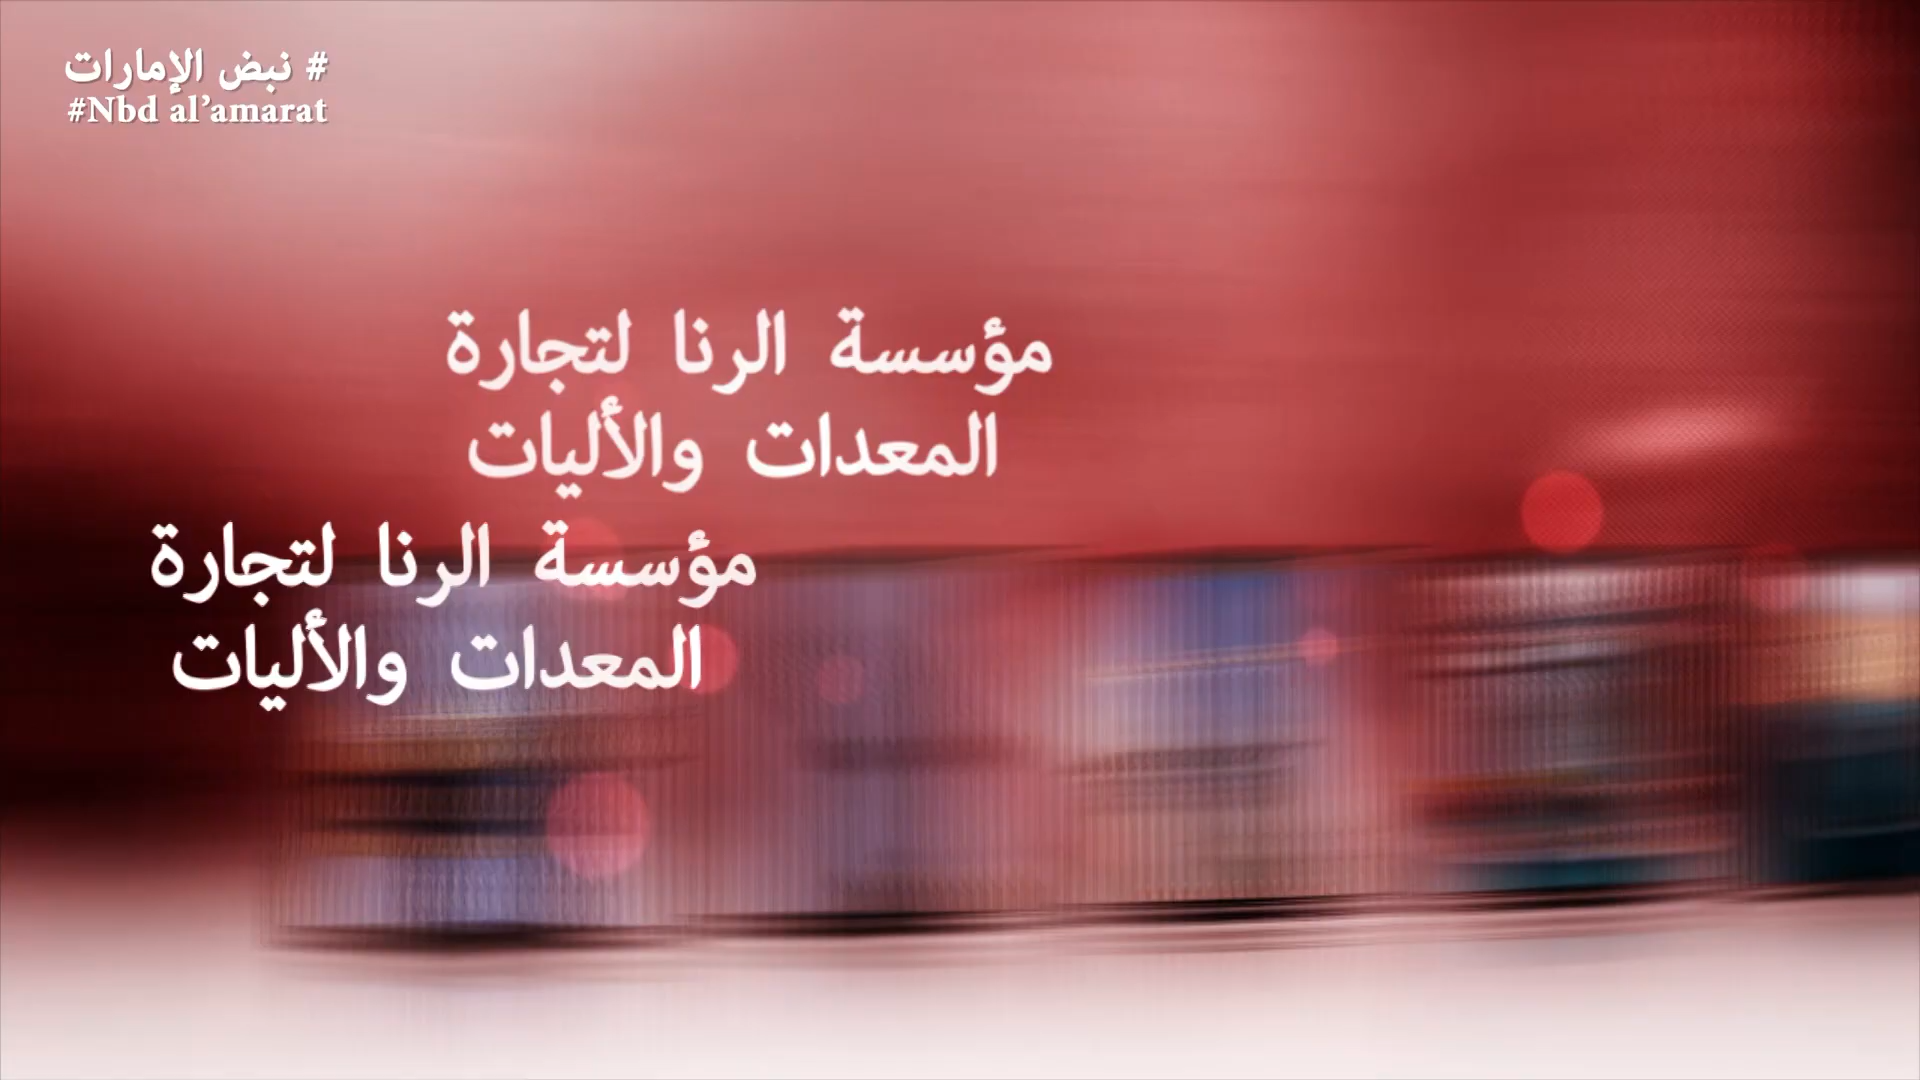 # نبض الإمارات
#Nbd al’amarat
مؤسسة الرنا لتجارة
المعدات والأليات
مؤسسة الرنا لتجارة
المعدات والأليات